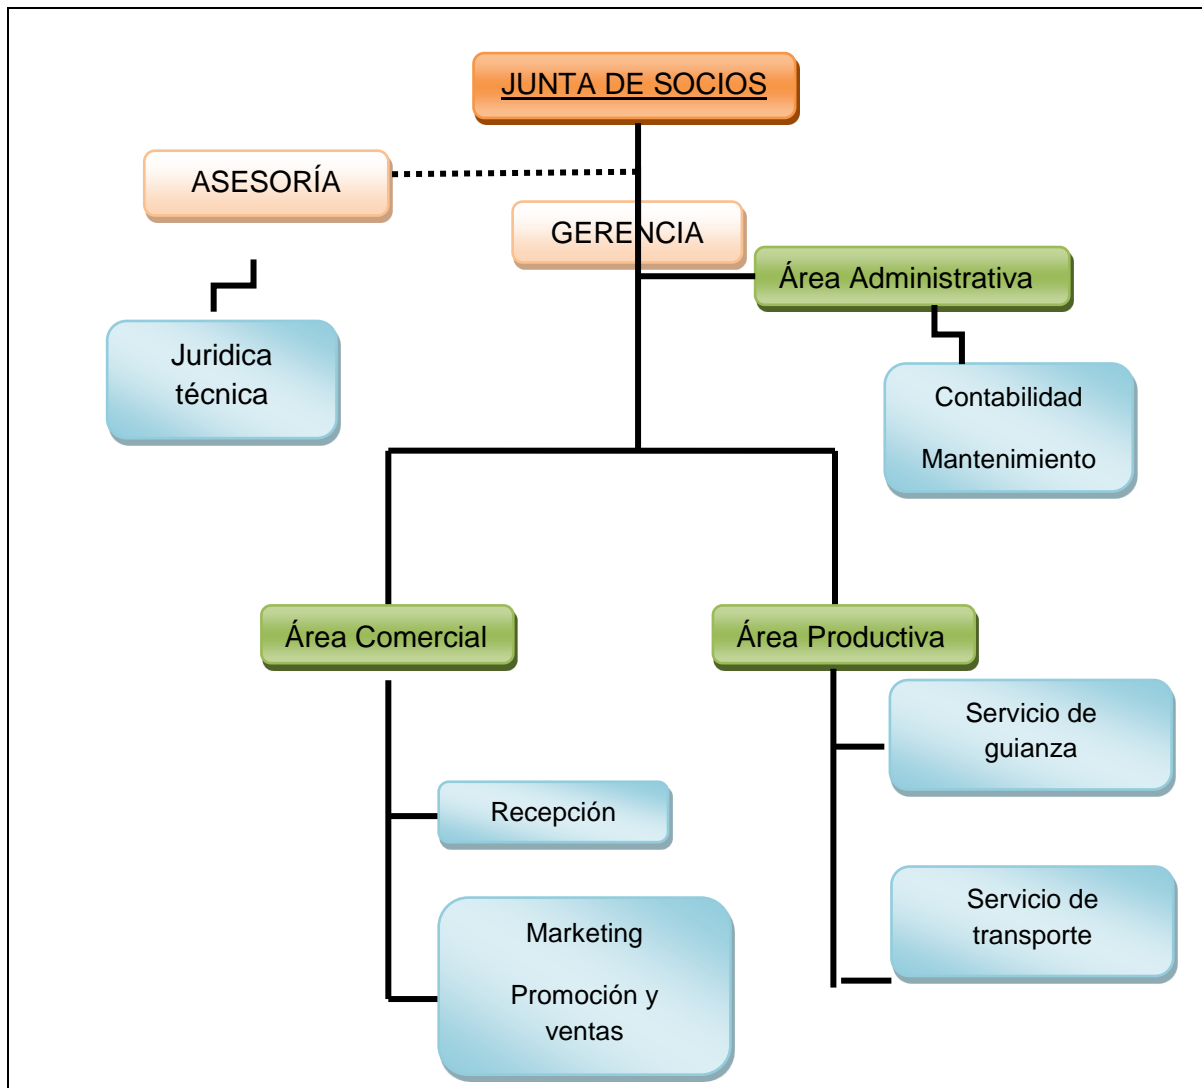 JUNTA DE SOCIOS
ASESORÍA
GERENCIA
Área Administrativa
Juridica
técnica
Contabilidad
Mantenimiento
Área Comercial
Área Productiva
Servicio de
guianza
Recepción
Servicio de
transporte
Marketing
Promoción y
ventas